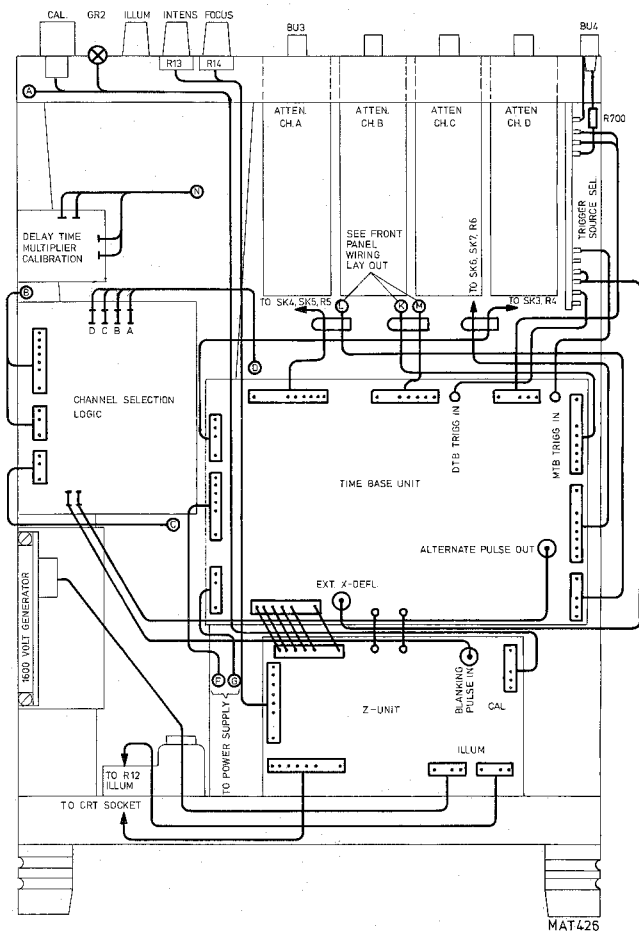 CAL. GR2 ILLUM INTENS FOCUS BU3 BU4
R13 R14
A
R700
ATTEN. CH. A
ATTEN. CH. B
ATTEN CH. C
ATTEN CH. D
TRIGGER SOURCE SEL.
N
DELAY TIME
MULTIPLIER
CALIBRATION
SEE FRONT
PANEL
WIRING
LAY OUT
TO SK6, SK7, R6
B
TO SK4, SK5, R5
L K M
TO SK3, R4
D C B A
D
CHANNEL SELECTION
LOGIC
DTB TRIGG IN
MTB TRIGG IN
TIME BASE UNIT
C
ALTERNATE PULSE OUT
1600 VOLT GENERATOR
EXT. X-DEFL.
F G
TO POWER SUPPLY
BLANKING
PULSE IN
CAL
Z-UNIT
ILLUM
TO R12
ILLUM
TO CRT SOCKET
MAT426